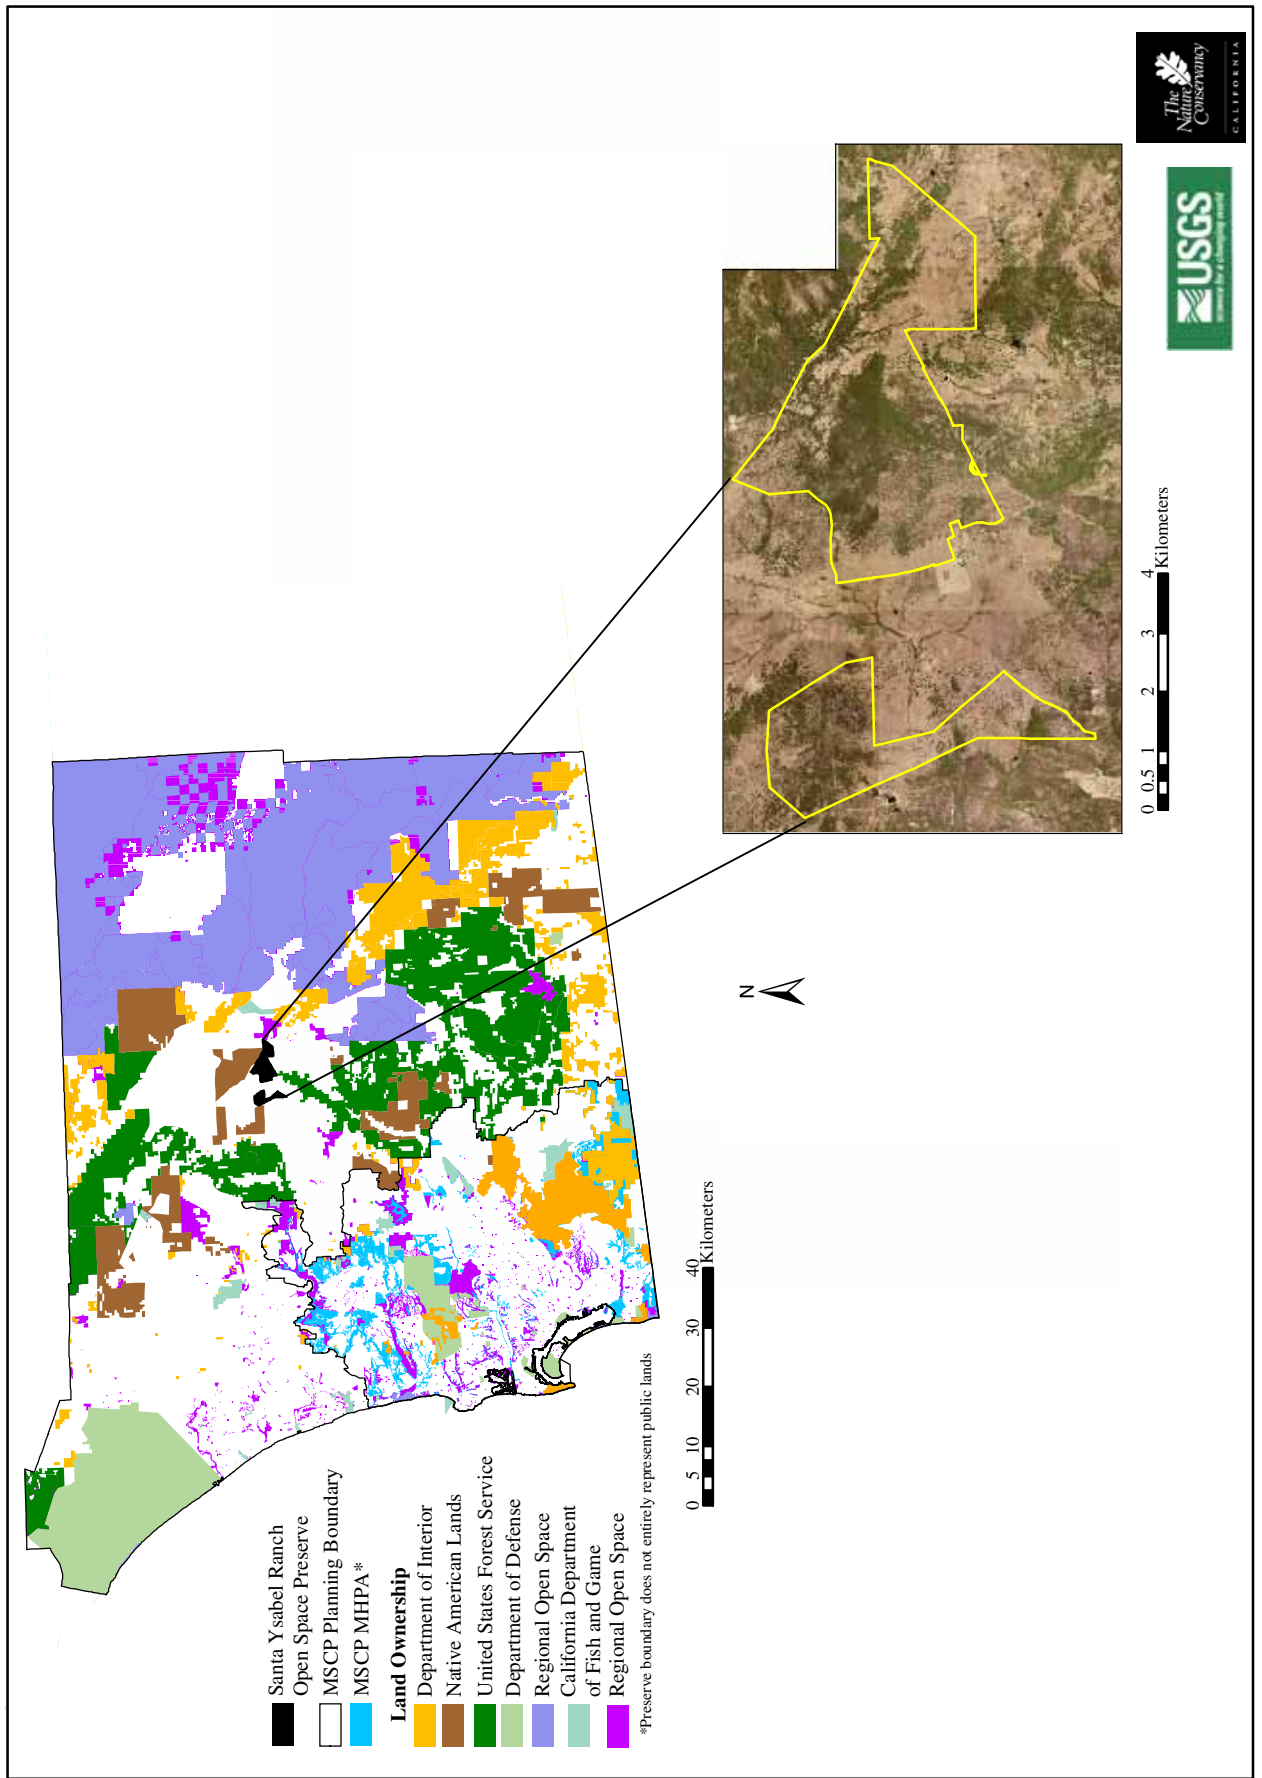 Santa Ysabel Ranch
Open Space Preserve
MSCP Planning Boundary
MSCP MHPA*
Land Ownership
Department of Interior
Native American Lands
United States Forest Service
Department of Defense
Regional Open Space
California Department
of Fish and Game
Regional Open Space
*Preserve boundary does not entirely represent public lands
0 5 10 20 30 40
Kilometers
N
0 0.5 1 2 3 4
Kilometers
USGS
science for a changing world
The
Nature
Conservancy
CALIFORNIA